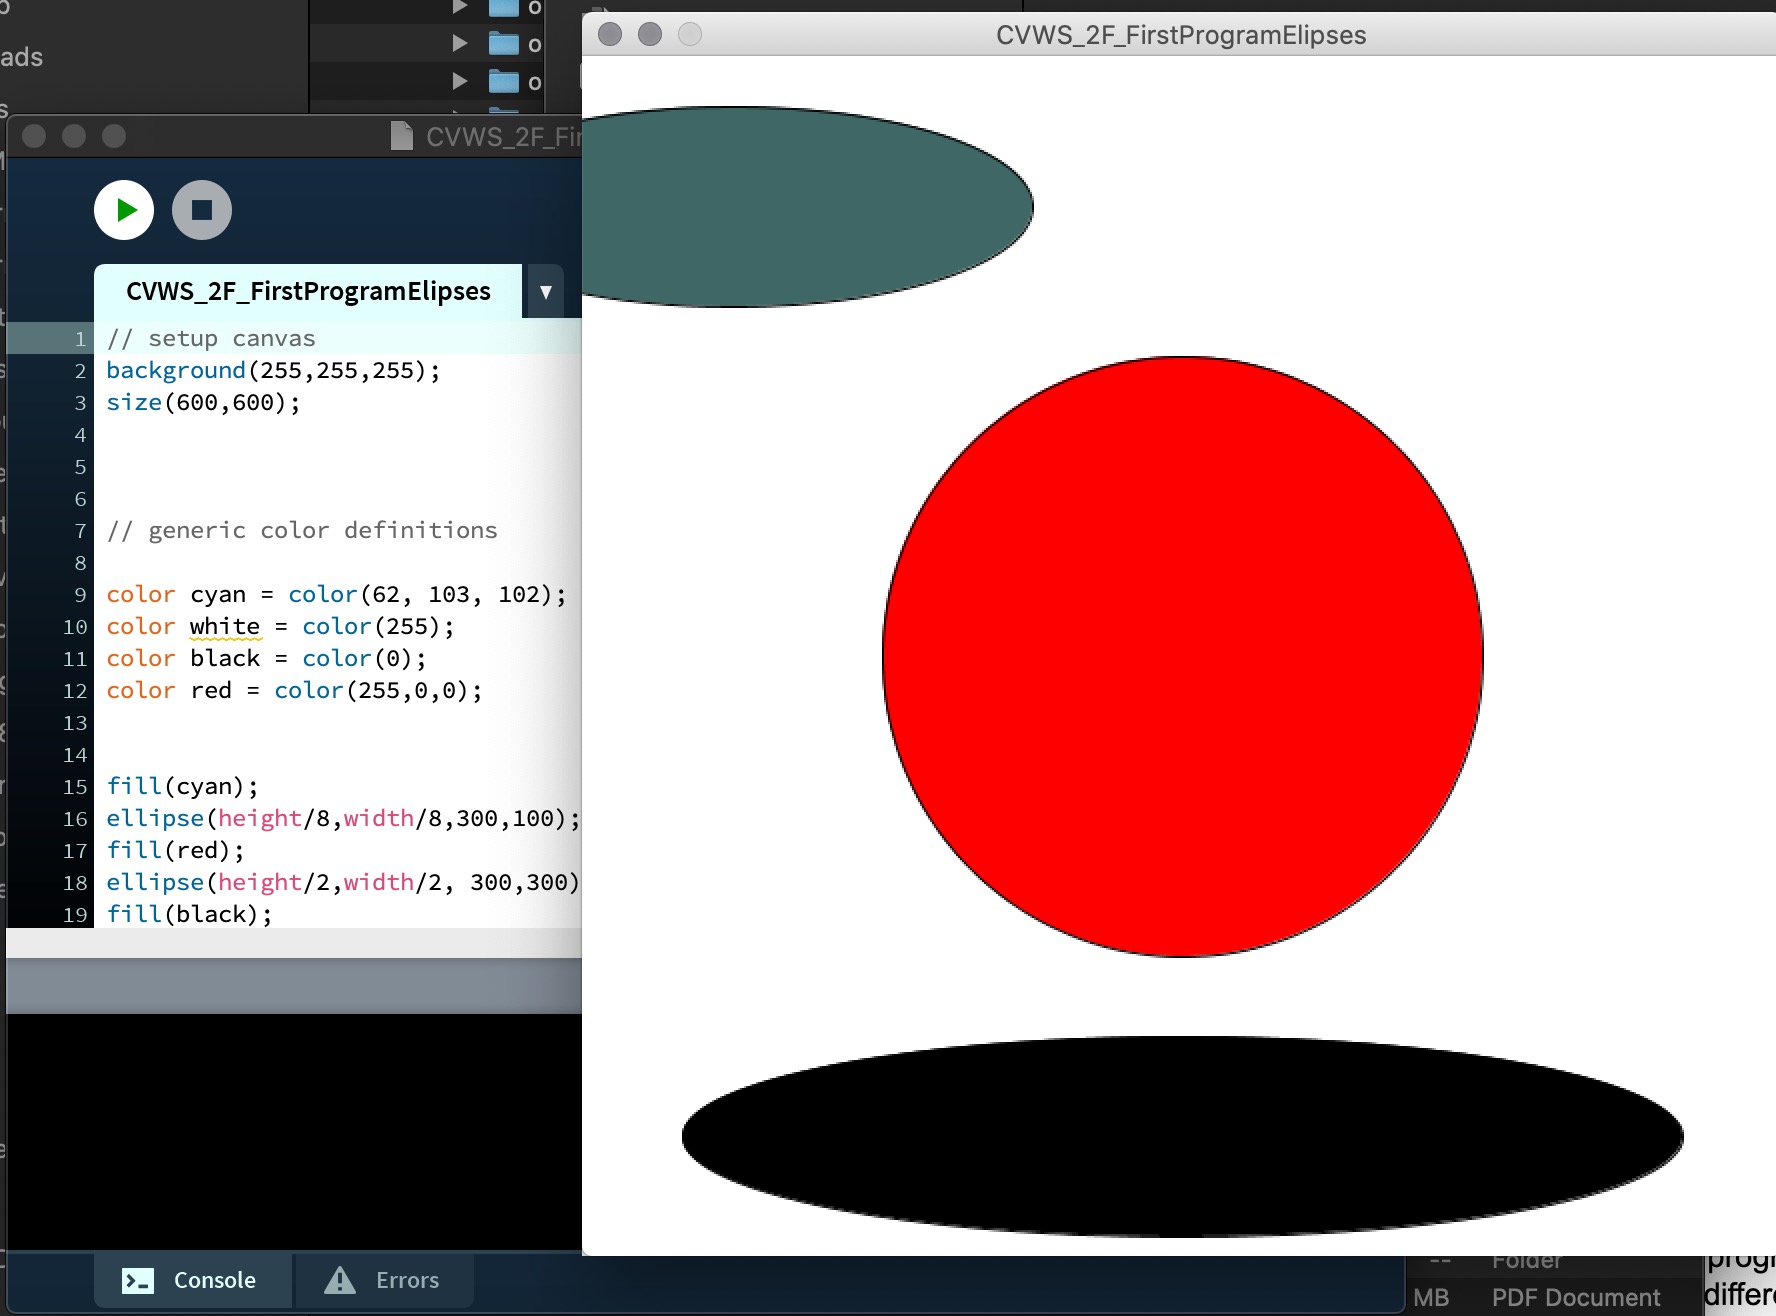 ads
CVWS_2F_FirstProgramElipses
CVWS_2F_Fir
CVWS_2F_FirstProgramElipses
1 // setup canvas
2 background(255,255,255);
3 size(600,600);
4
5
6
7 // generic color definitions
8
9 color cyan = color(62, 103, 102);
10 color white = color(255);
11 color black = color(0);
12 color red = color(255,0,0);
13
14
15 fill(cyan);
16 ellipse(height/8,width/8,300,100);
17 fill(red);
18 ellipse(height/2,width/2, 300,300)
19 fill(black);
Console
Errors
-- Folder
MB PDF Document
progr
differe